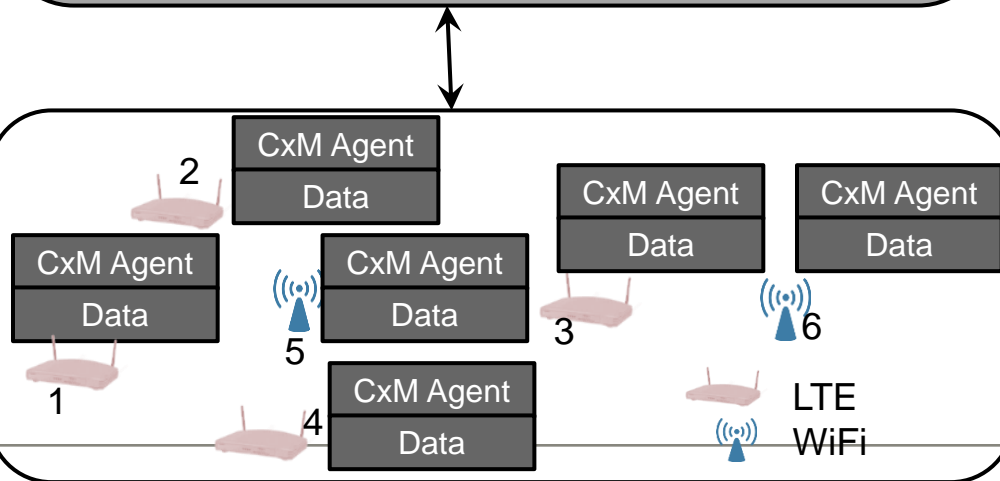 2
CxM Agent
Data
CxM Agent
Data
CxM Agent
Data
CxM Agent
Data
CxM Agent
Data
1
5
3
6
4
CxM Agent
Data
LTE
WiFi